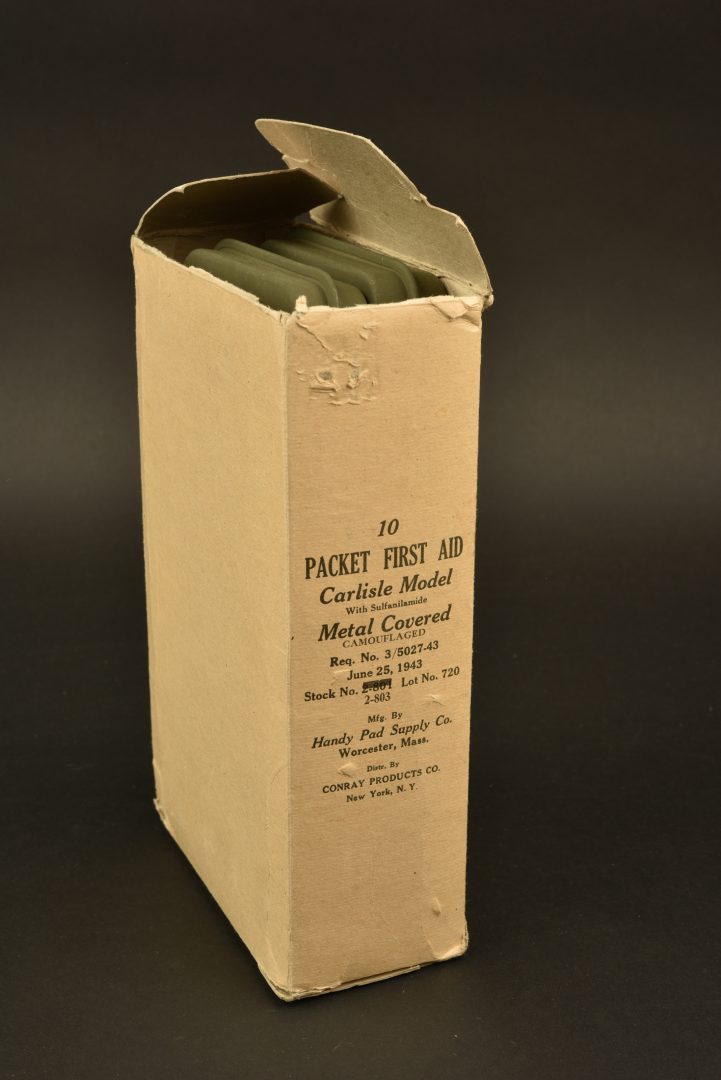 10
PACKET FIRST AID
Carlisle Model
With Sulfanilamide
Metal Covered
CAMOUFLAGED
Req. No. 3/5027-43
June 25, 1943
Stock No. 2-801 Lot No. 720
2-803
Mfg. By
Handy Pad Supply Co.
Worcester, Mass.
Distr. By
CONRAY PRODUCTS CO.
New York, N. Y.